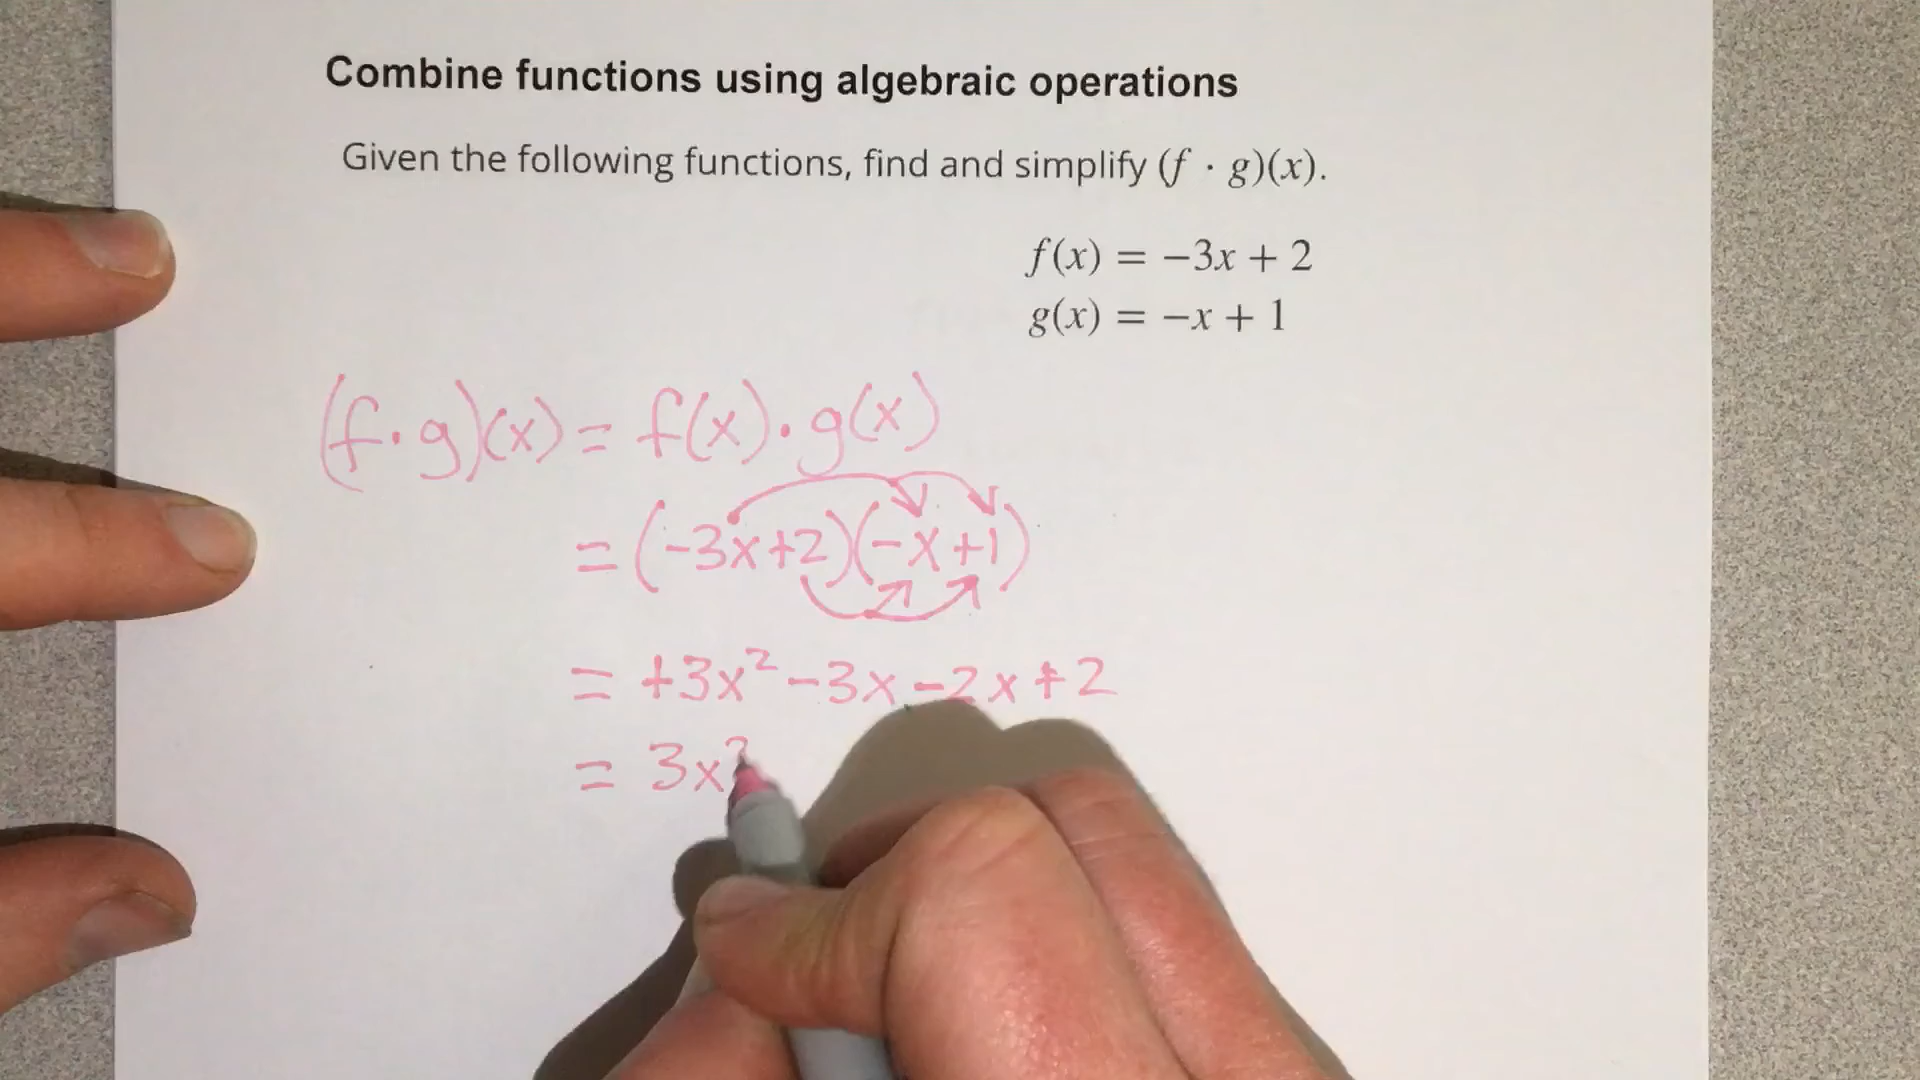 Combine functions using algebraic operations
Given the following functions, find and simplify (f · g)(x).
f(x) = −3x + 2
g(x) = −x + 1
(f·g)(x) = f(x)·g(x)
= (-3x+2)(-x+1)
= +3x² -3x -2x +2
= 3x²